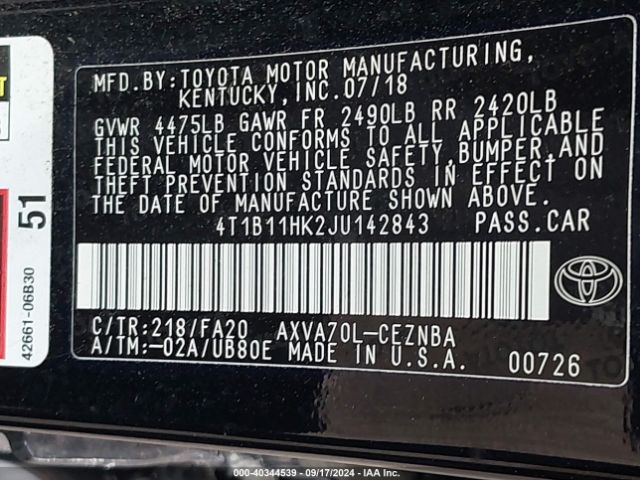 MFD.BY:TOYOTA MOTOR MANUFACTURING,
KENTUCKY,INC.07/18
GVWR 4475LB GAWR FR 2490LB RR 2420LB
THIS VEHICLE CONFORMS TO ALL APPLICABLE
FEDERAL MOTOR VEHICLE SAFETY,BUMPER,AND
THEFT PREVENTION STANDARDS IN EFFECT ON
THE DATE OF MANUFACTURE SHOWN ABOVE.
4T1B11HK2JU142843 PASS.CAR
C/TR:218/FA20 AXVA70L-CEZNBA
A/TM:-02A/UB80E MADE IN U.S.A. 00726
51
42661-06B30
© 40344539 - 09/17/2024 - IAA Inc.